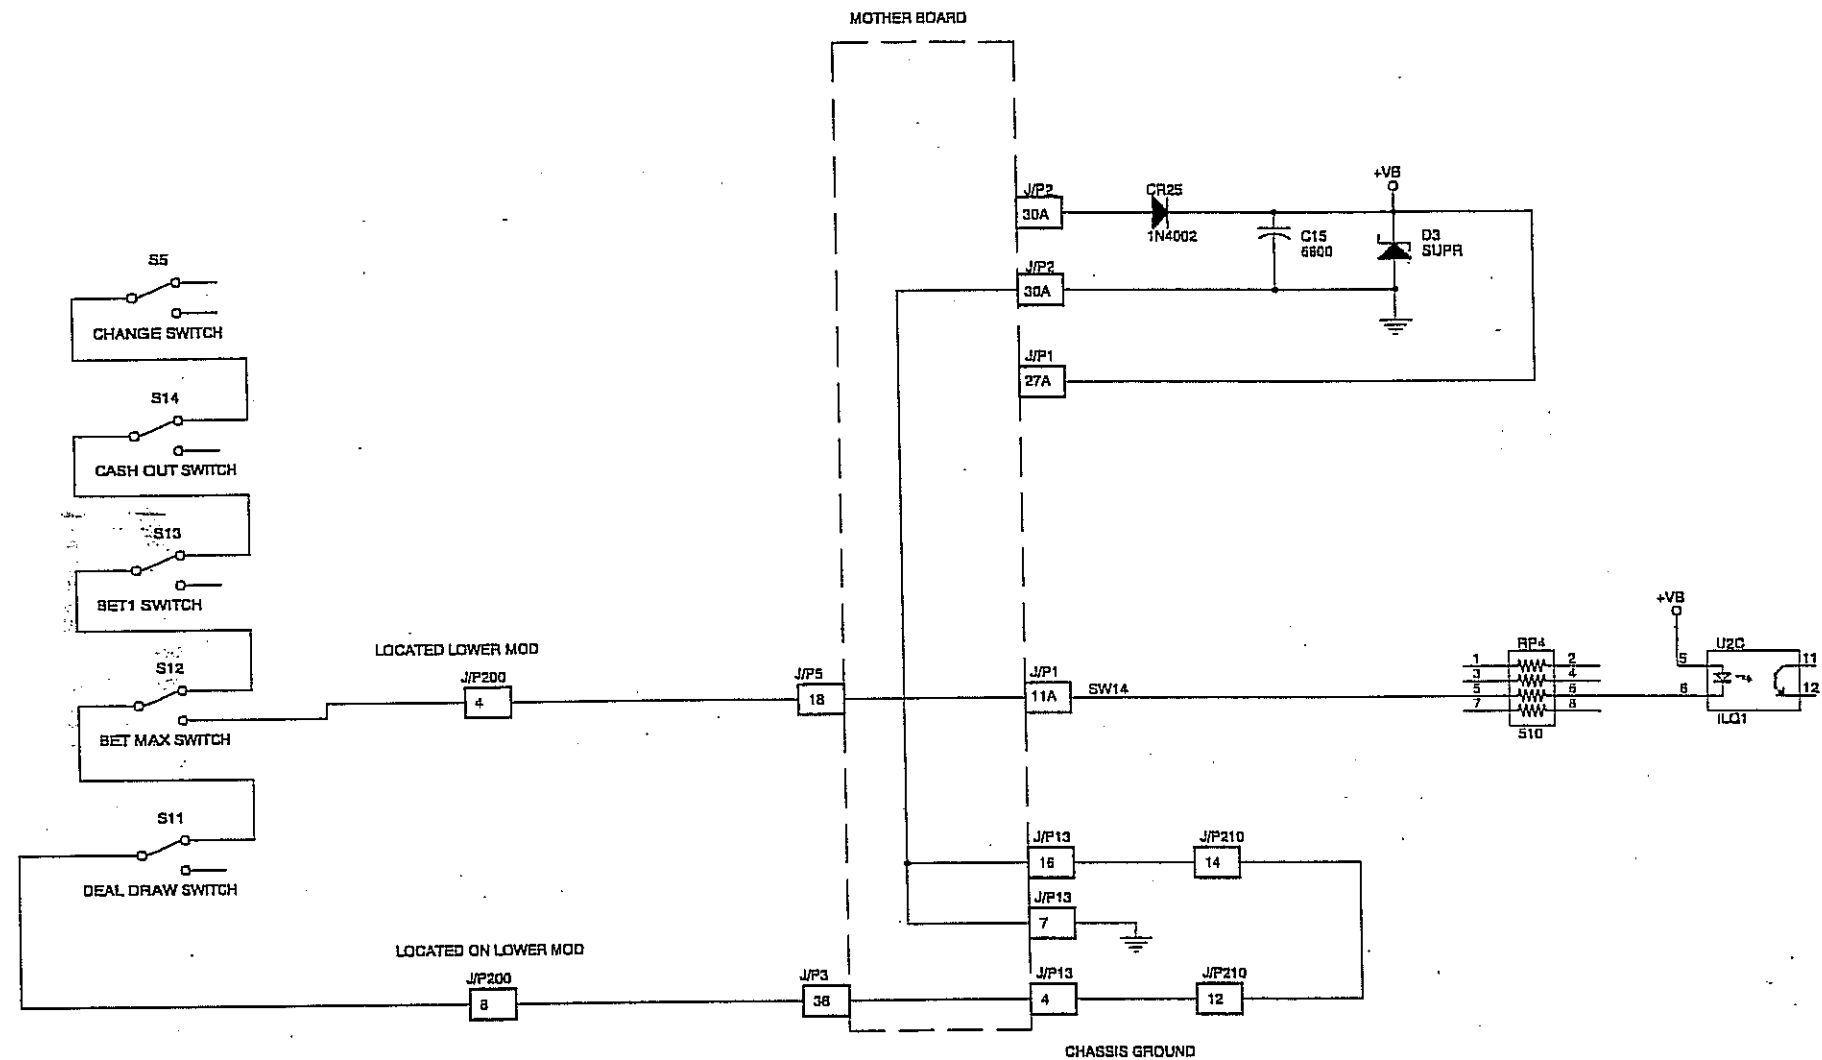 MOTHER BOARD
J/P2
30A
CR25
1N4002
+VB
C15
6800
D3
SUPR
J/P2
30A
J/P1
27A
S5
CHANGE SWITCH
S14
CASH OUT SWITCH
S13
BET1 SWITCH
S12
BET MAX SWITCH
S11
DEAL DRAW SWITCH
LOCATED LOWER MOD
J/P200
4
J/P5
18
J/P1
11A
SW14
RP4
1 2
3 4
5 6
7 8
510
+VB
U2C
5 11
6 12
ILQ1
J/P13
16
J/P210
14
J/P13
7
LOCATED ON LOWER MOD
J/P200
8
J/P3
36
J/P13
4
J/P210
12
CHASSIS GROUND